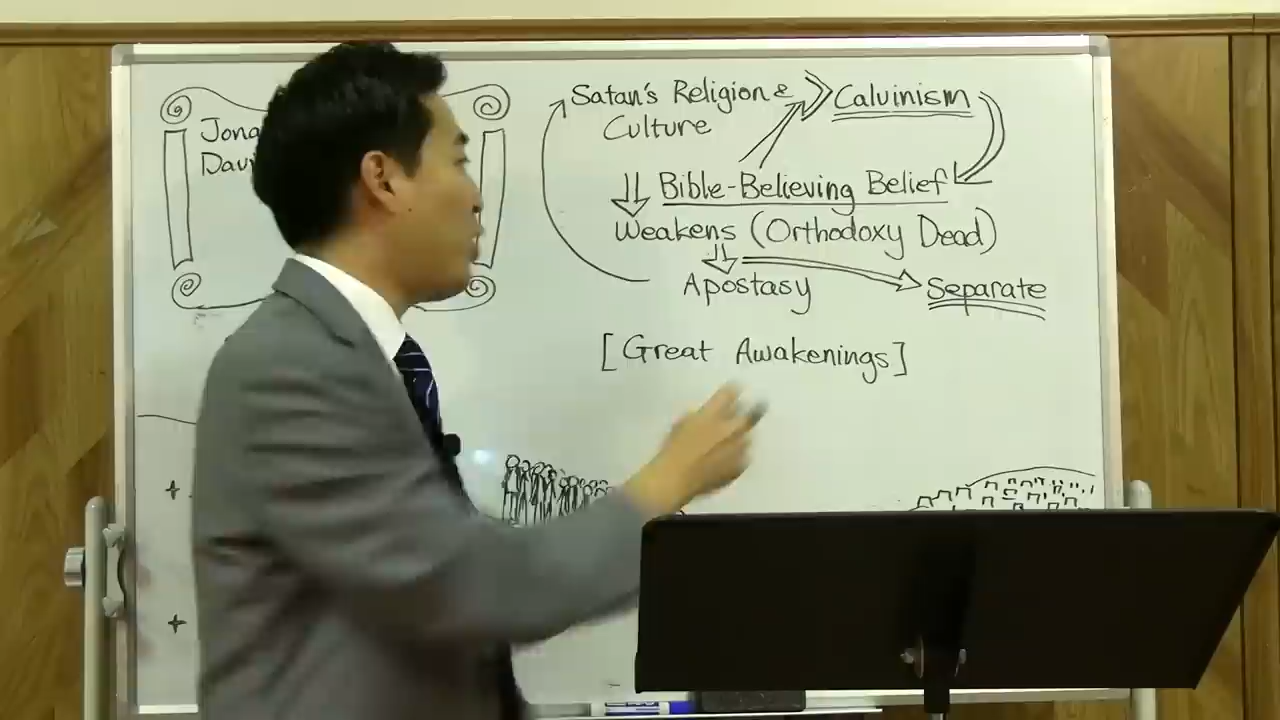 Satan's Religion &
Culture
Calvinism
Bible-Believing Belief
Weakens (Orthodoxy Dead)
Apostasy
Separate
[Great Awakenings]